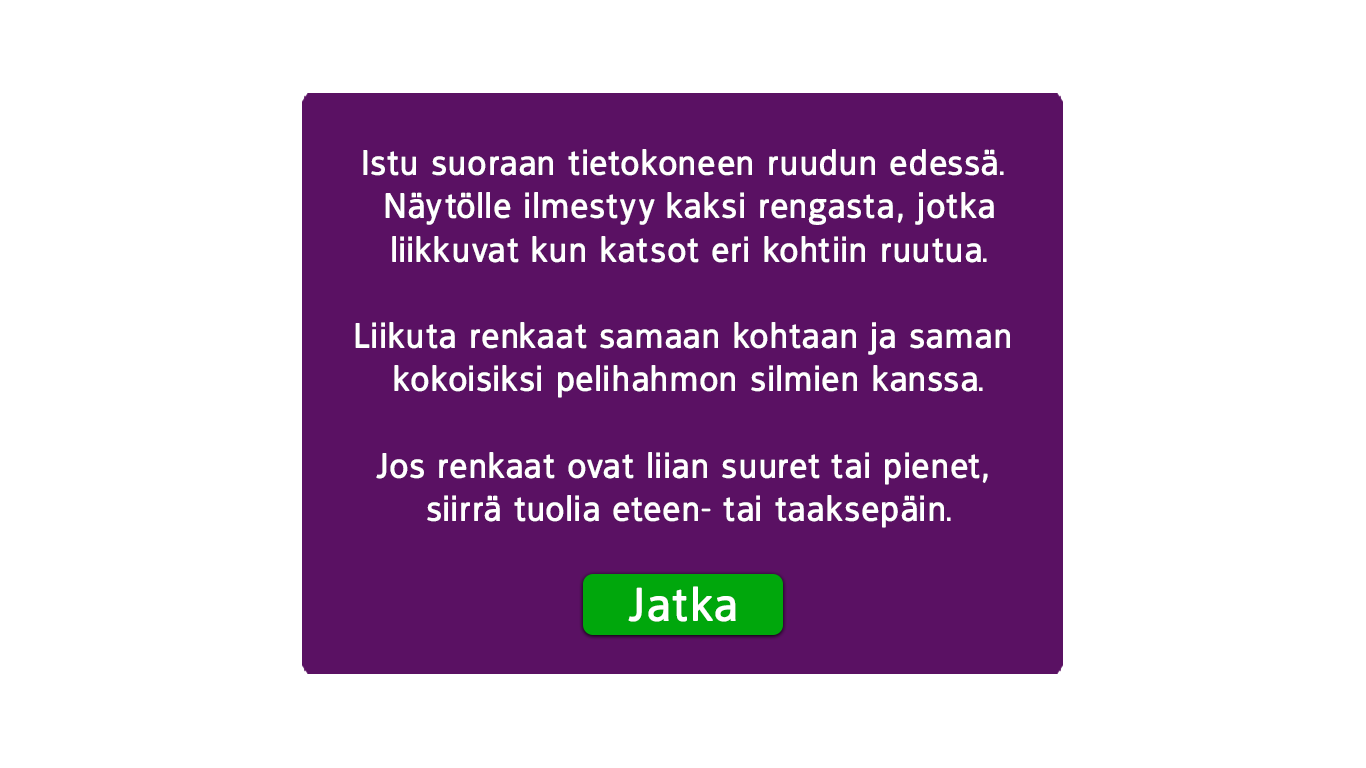 Istu suoraan tietokoneen ruudun edessä.
Näytölle ilmestyy kaksi rengasta, jotka
liikkuvat kun katsot eri kohtiin ruutua.
Liikuta renkaat samaan kohtaan ja saman
kokoisiksi pelihahmon silmien kanssa.
Jos renkaat ovat liian suuret tai pienet,
siirrä tuolia eteen- tai taaksepäin.
Jatka